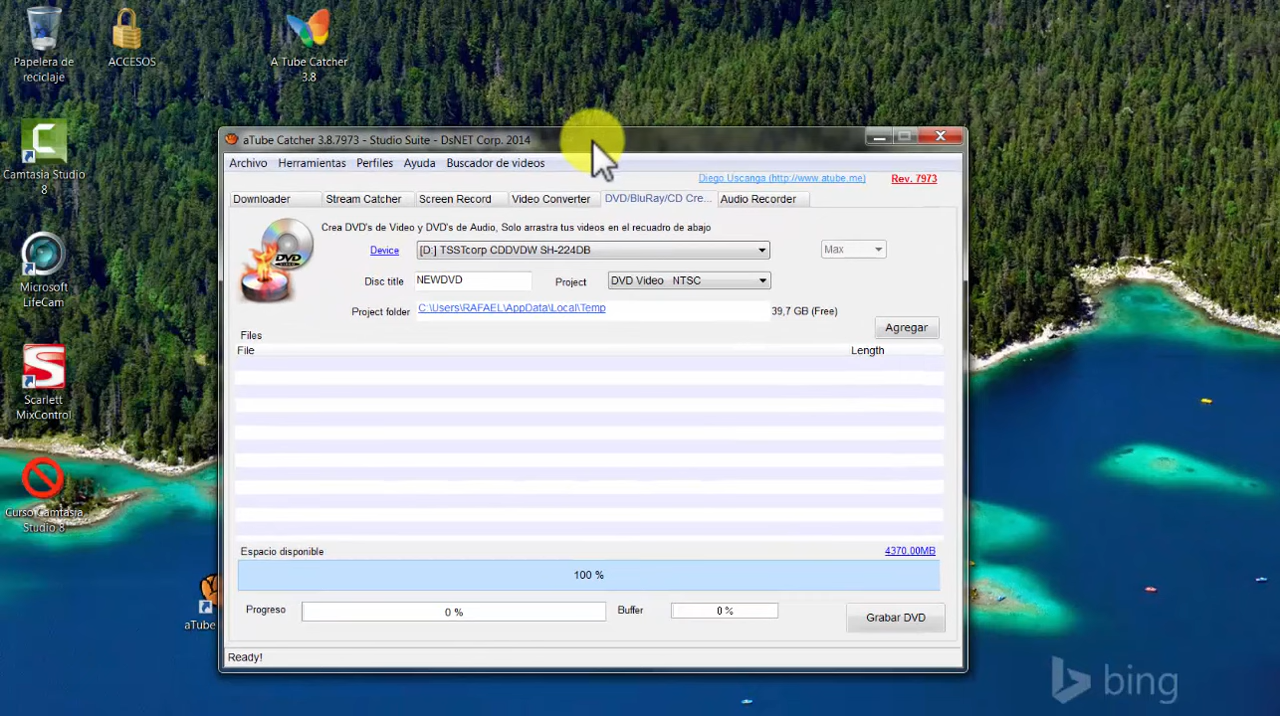 Papelera de
reciclaje
ACCESOS
A Tube Catcher
3.8
Camtasia Studio
8
Microsoft
LifeCam
Scarlett
MixControl
Curso Camtasia
Studio 8
aTube
aTube Catcher 3.8.7973 - Studio Suite - DsNET Corp. 2014
Archivo Herramientas Perfiles Ayuda Buscador de videos
Diego Uscanga (http://www.atube.me) Rev. 7973
Downloader Stream Catcher Screen Record Video Converter DVD/BluRay/CD Cre... Audio Recorder
Crea DVD's de Video y DVD's de Audio, Solo arrastra tus videos en el recuadro de abajo
DVD
Device [D:] TSSTcorp CDDVDW SH-224DB Max
Disc title NEWDVD Project DVD Video NTSC
Project folder C:\Users\RAFAEL\AppData\Local\Temp 39,7 GB (Free)
Agregar
Files
File Length
Espacio disponible 4370.00MB
100 %
Progreso 0 % Buffer 0 %
Grabar DVD
Ready!
bing